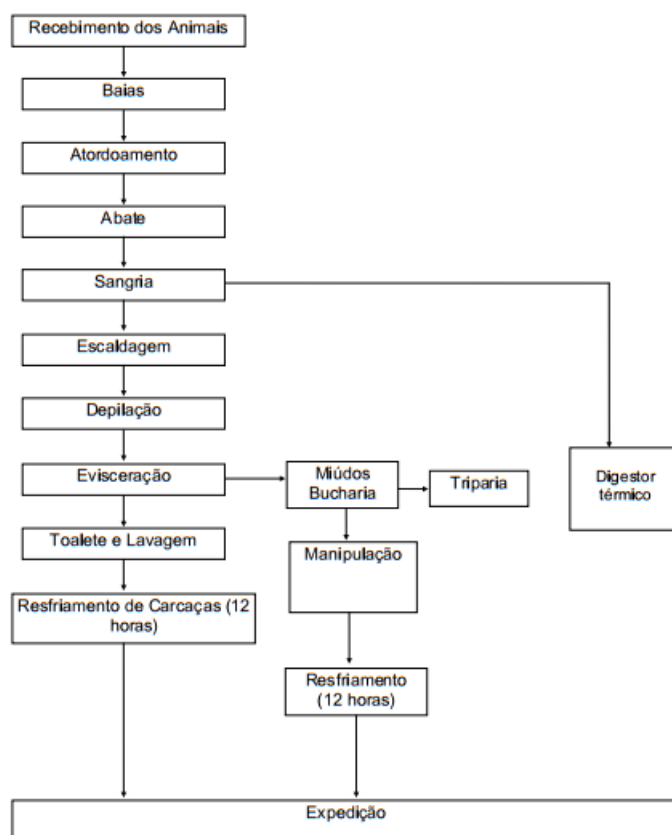 Recebimento dos Animais
Baias
Atordoamento
Abate
Sangria
Escaldagem
Depilação
Evisceração
Miúdos
Bucharia
Triparia
Digestor
térmico
Toalete e Lavagem
Manipulação
Resfriamento de Carcaças (12
horas)
Resfriamento
(12 horas)
Expedição